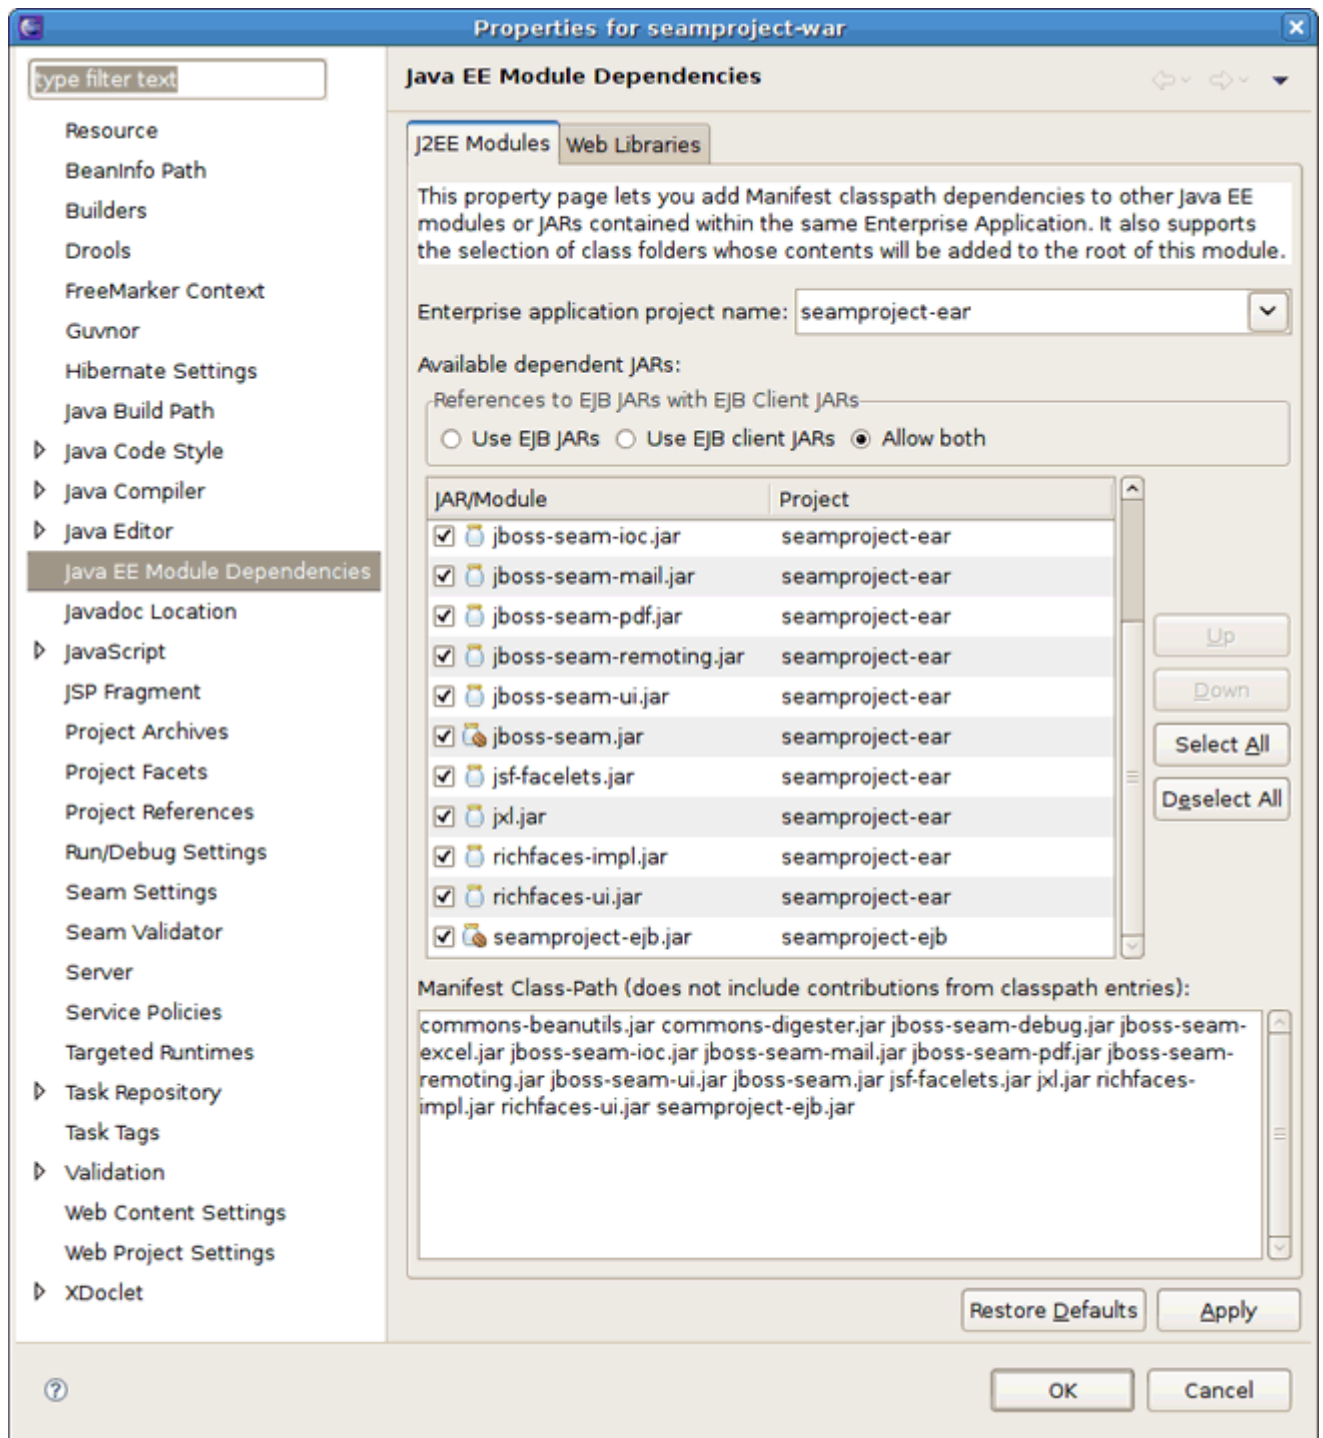 Properties for seamproject-war
type filter text
Resource
BeanInfo Path
Builders
Drools
FreeMarker Context
Guvnor
Hibernate Settings
Java Build Path
Java Code Style
Java Compiler
Java Editor
Java EE Module Dependencies
Javadoc Location
JavaScript
JSP Fragment
Project Archives
Project Facets
Project References
Run/Debug Settings
Seam Settings
Seam Validator
Server
Service Policies
Targeted Runtimes
Task Repository
Task Tags
Validation
Web Content Settings
Web Project Settings
XDoclet
Java EE Module Dependencies
J2EE Modules Web Libraries
This property page lets you add Manifest classpath dependencies to other Java EE
modules or JARs contained within the same Enterprise Application. It also supports
the selection of class folders whose contents will be added to the root of this module.
Enterprise application project name: seamproject-ear
Available dependent JARs:
References to EJB JARs with EJB Client JARs
Use EJB JARs Use EJB client JARs Allow both
JAR/Module Project
jboss-seam-ioc.jar seamproject-ear
jboss-seam-mail.jar seamproject-ear
jboss-seam-pdf.jar seamproject-ear
jboss-seam-remoting.jar seamproject-ear
jboss-seam-ui.jar seamproject-ear
jboss-seam.jar seamproject-ear
jsf-facelets.jar seamproject-ear
jxl.jar seamproject-ear
richfaces-impl.jar seamproject-ear
richfaces-ui.jar seamproject-ear
seamproject-ejb.jar seamproject-ejb
Up
Down
Select All
Deselect All
Manifest Class-Path (does not include contributions from classpath entries):
commons-beanutils.jar commons-digester.jar jboss-seam-debug.jar jboss-seam-
excel.jar jboss-seam-ioc.jar jboss-seam-mail.jar jboss-seam-pdf.jar jboss-seam-
remoting.jar jboss-seam-ui.jar jboss-seam.jar jsf-facelets.jar jxl.jar richfaces-
impl.jar richfaces-ui.jar seamproject-ejb.jar
Restore Defaults Apply
? OK Cancel